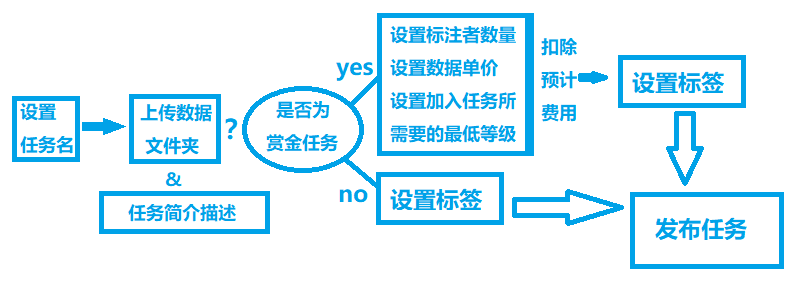 设置
任务名
上传数据
文件夹
&
任务简介描述
?
是否为
赏金任务
yes
设置标注者数量
设置数据单价
设置加入任务所
需要的最低等级
扣除
预计
费用
设置标签
no
设置标签
发布任务